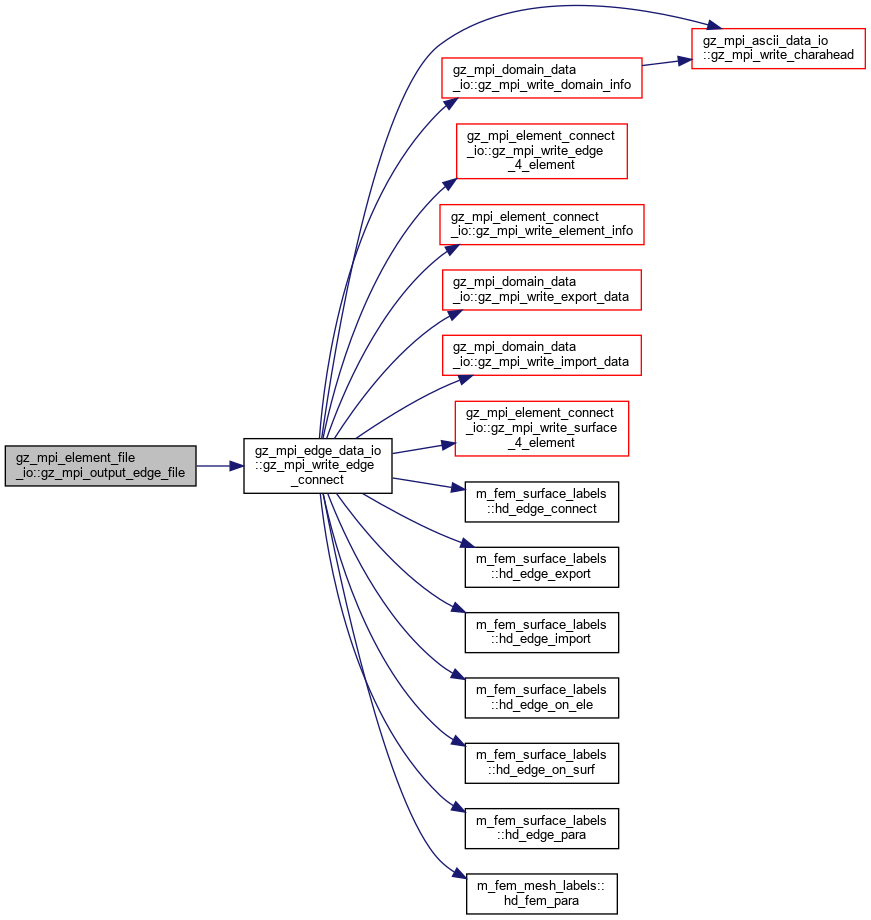 gz_mpi_ascii_data_io
::gz_mpi_write_charahead
gz_mpi_domain_data
_io::gz_mpi_write_domain_info
gz_mpi_element_connect
_io::gz_mpi_write_edge
_4_element
gz_mpi_element_connect
_io::gz_mpi_write_element_info
gz_mpi_domain_data
_io::gz_mpi_write_export_data
gz_mpi_domain_data
_io::gz_mpi_write_import_data
gz_mpi_element_connect
_io::gz_mpi_write_surface
_4_element
gz_mpi_element_file
_io::gz_mpi_output_edge_file
gz_mpi_edge_data_io
::gz_mpi_write_edge
_connect
m_fem_surface_labels
::hd_edge_connect
m_fem_surface_labels
::hd_edge_export
m_fem_surface_labels
::hd_edge_import
m_fem_surface_labels
::hd_edge_on_ele
m_fem_surface_labels
::hd_edge_on_surf
m_fem_surface_labels
::hd_edge_para
m_fem_mesh_labels::
hd_fem_para